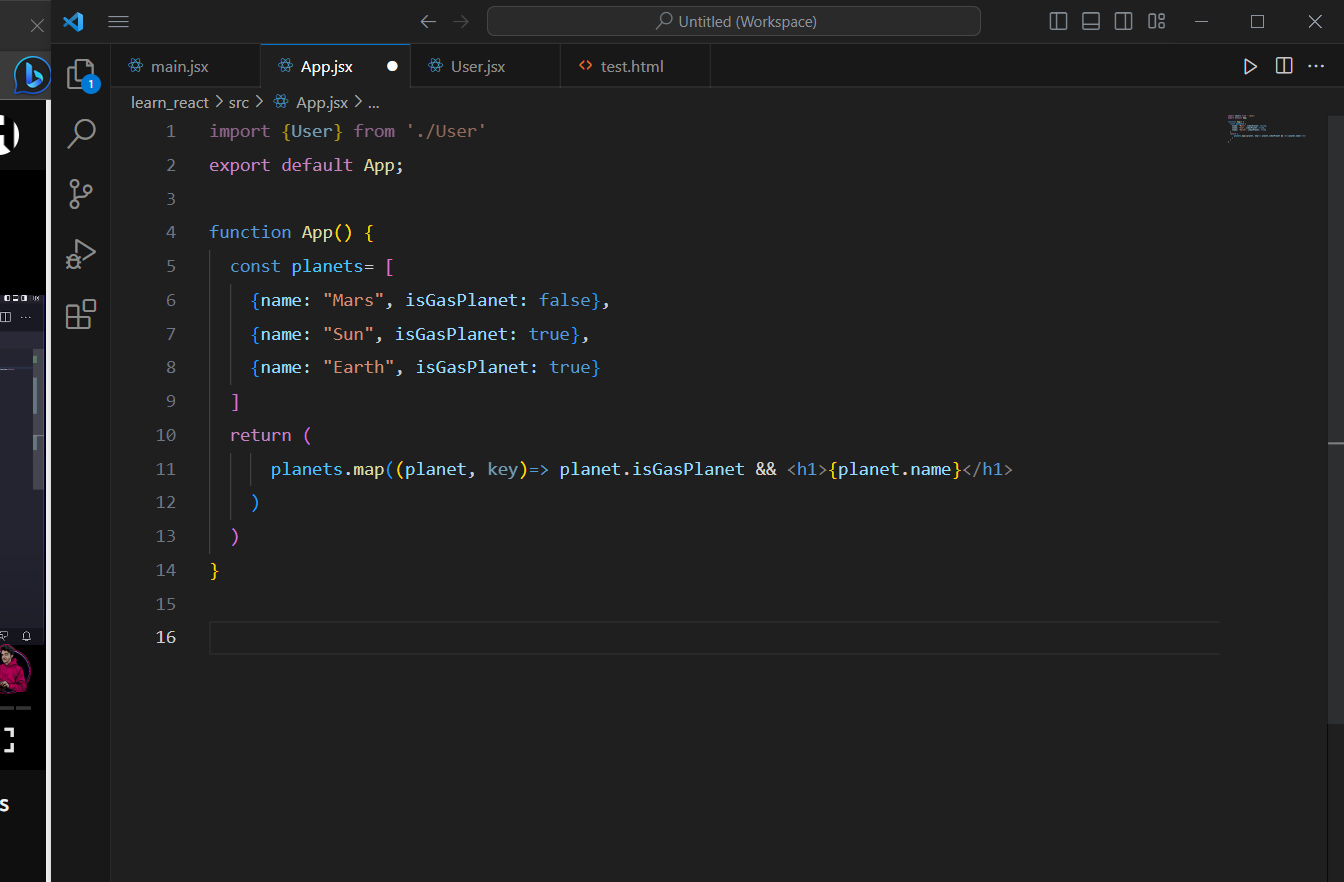 Untitled (Workspace)
main.jsx
App.jsx
User.jsx
test.html
1
learn_react > src > App.jsx > ...
1 import {User} from './User'
2 export default App;
3
4 function App() {
5 const planets= [
6 {name: "Mars", isGasPlanet: false},
7 {name: "Sun", isGasPlanet: true},
8 {name: "Earth", isGasPlanet: true}
9 ]
10 return (
11 planets.map((planet, key)=> planet.isGasPlanet && <h1>{planet.name}</h1>
12 )
13 )
14 }
15
16
s